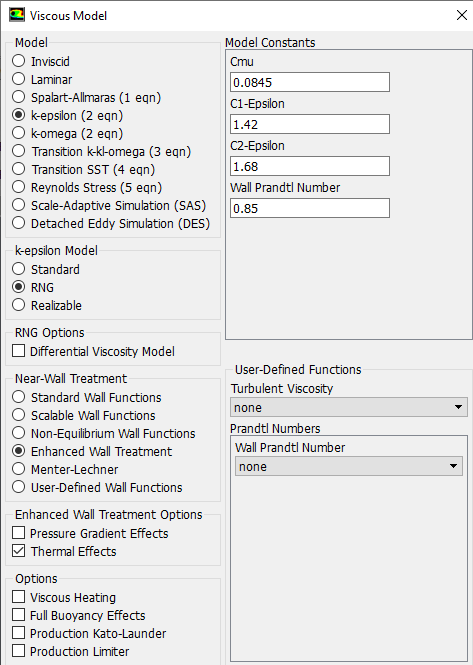 Viscous Model
Model
Inviscid
Laminar
Spalart-Allmaras (1 eqn)
k-epsilon (2 eqn)
k-omega (2 eqn)
Transition k-kl-omega (3 eqn)
Transition SST (4 eqn)
Reynolds Stress (5 eqn)
Scale-Adaptive Simulation (SAS)
Detached Eddy Simulation (DES)
k-epsilon Model
Standard
RNG
Realizable
RNG Options
Differential Viscosity Model
Near-Wall Treatment
Standard Wall Functions
Scalable Wall Functions
Non-Equilibrium Wall Functions
Enhanced Wall Treatment
Menter-Lechner
User-Defined Wall Functions
Enhanced Wall Treatment Options
Pressure Gradient Effects
Thermal Effects
Options
Viscous Heating
Full Buoyancy Effects
Production Kato-Launder
Production Limiter
Model Constants
Cmu
0.0845
C1-Epsilon
1.42
C2-Epsilon
1.68
Wall Prandtl Number
0.85
User-Defined Functions
Turbulent Viscosity
none
Prandtl Numbers
Wall Prandtl Number
none